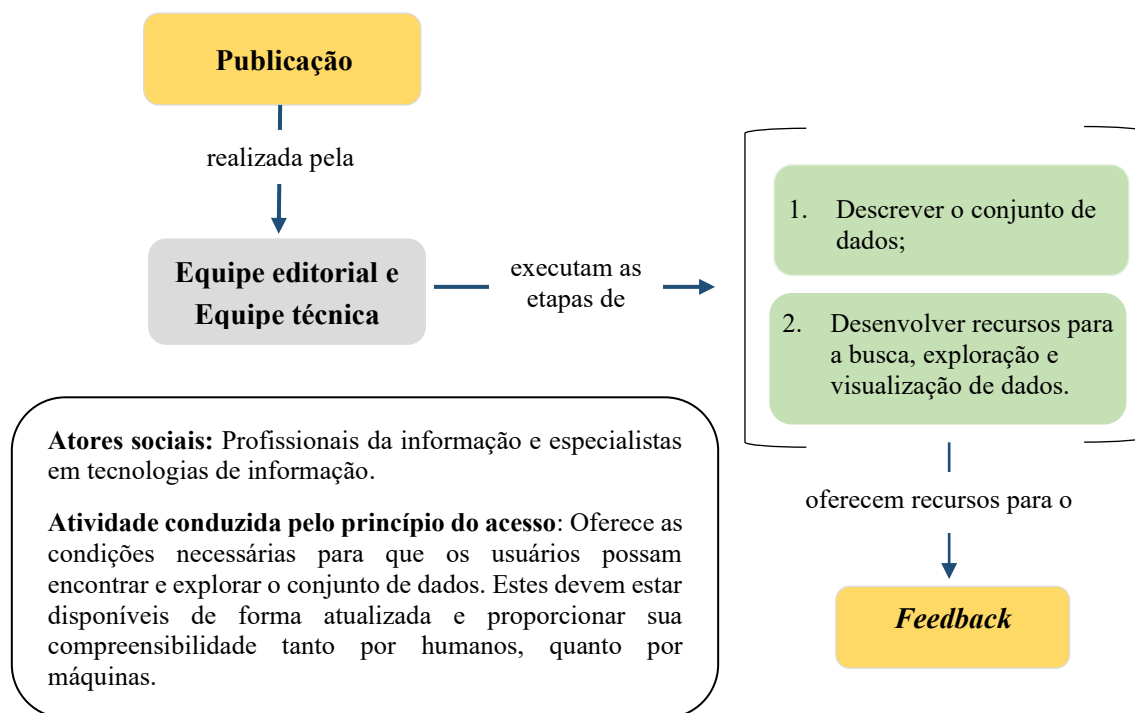 Publicação
realizada pela
Equipe editorial e
Equipe técnica
executam as
etapas de
1. Descrever o conjunto de
dados;
2. Desenvolver recursos para
a busca, exploração e
visualização de dados.
oferecem recursos para o
Feedback
Atores sociais: Profissionais da informação e especialistas
em tecnologias de informação.
Atividade conduzida pelo princípio do acesso: Oferece as
condições necessárias para que os usuários possam
encontrar e explorar o conjunto de dados. Estes devem estar
disponíveis de forma atualizada e proporcionar sua
compreensibilidade tanto por humanos, quanto por
máquinas.